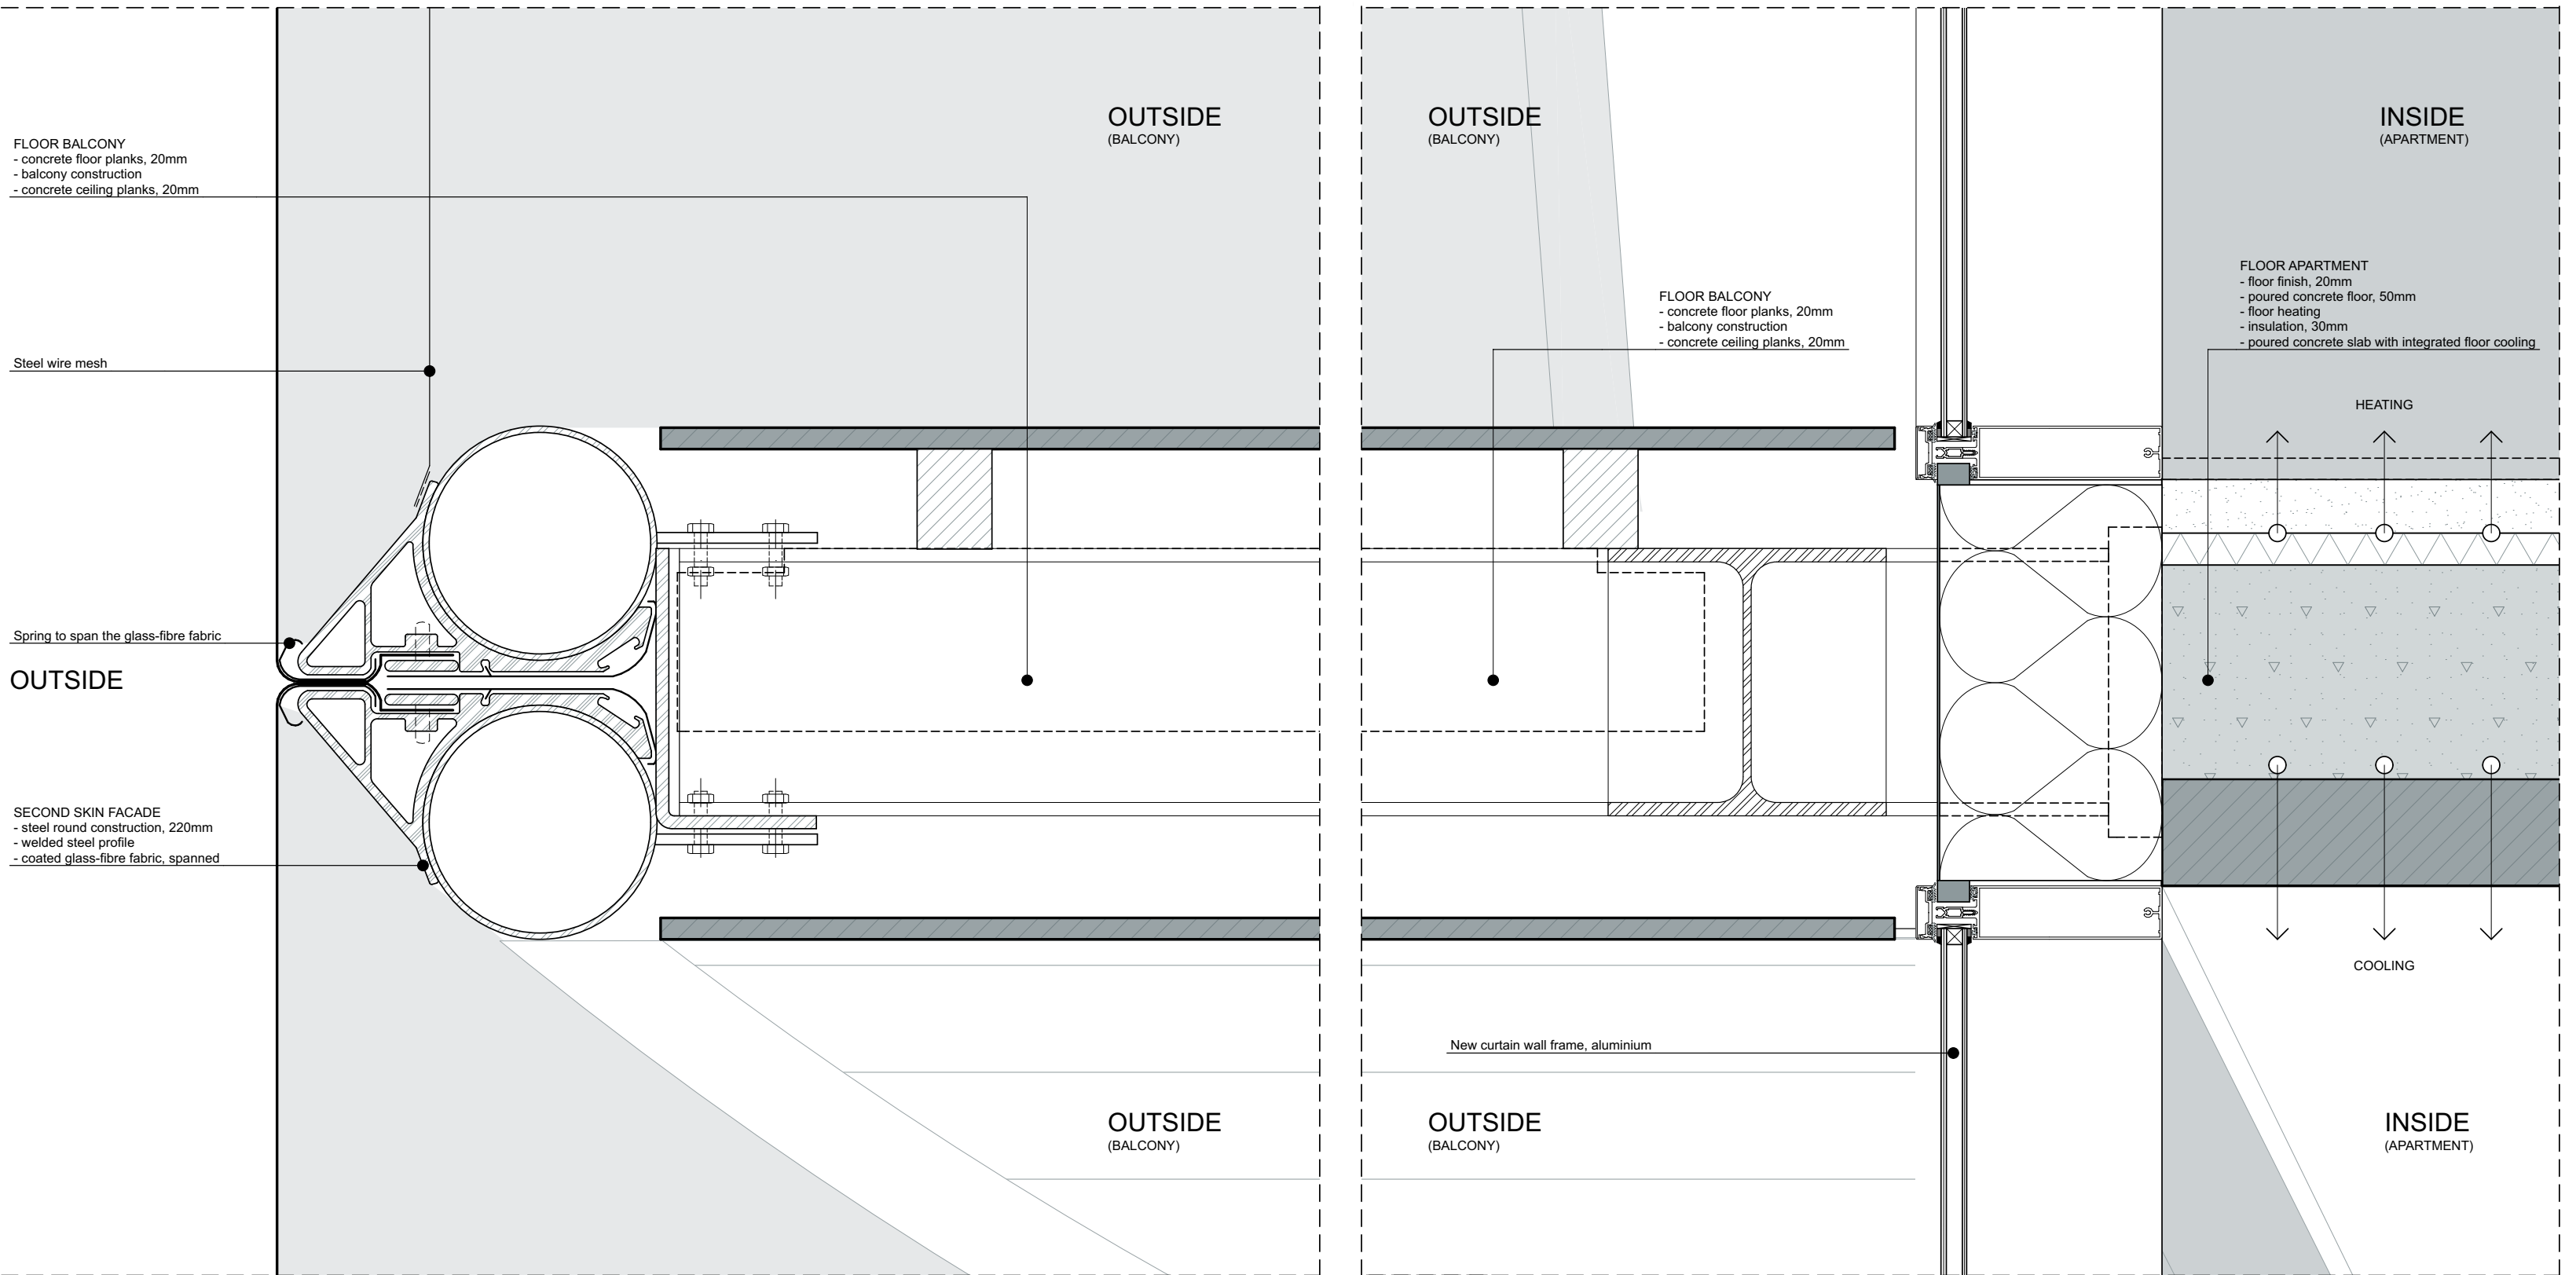 OUTSIDE
(BALCONY)
OUTSIDE
(BALCONY)
INSIDE
(APARTMENT)
FLOOR BALCONY
- concrete floor planks, 20mm
- balcony construction
- concrete ceiling planks, 20mm
FLOOR APARTMENT
- floor finish, 20mm
- poured concrete floor, 50mm
- floor heating
- insulation, 30mm
- poured concrete slab with integrated floor cooling
FLOOR BALCONY
- concrete floor planks, 20mm
- balcony construction
- concrete ceiling planks, 20mm
Steel wire mesh
HEATING
Spring to span the glass-fibre fabric
OUTSIDE
SECOND SKIN FACADE
- steel round construction, 220mm
- welded steel profile
- coated glass-fibre fabric, spanned
COOLING
New curtain wall frame, aluminium
OUTSIDE
(BALCONY)
OUTSIDE
(BALCONY)
INSIDE
(APARTMENT)